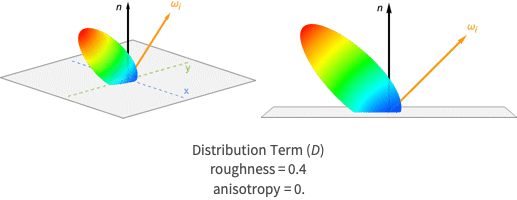 n
ωi
y
x
n
ωi
Distribution Term (D)
roughness = 0.4
anisotropy = 0.